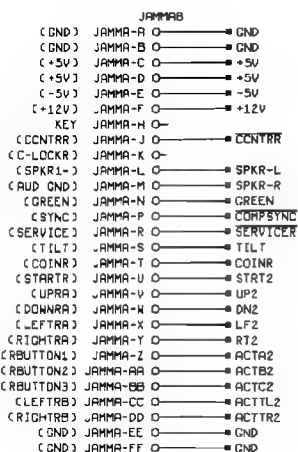 JAMMAB
(GND) JAMMA-A GND
(GND) JAMMA-B GND
(+5V) JAMMA-C +5V
(+5V) JAMMA-D +5V
(-5V) JAMMA-E -5V
(+12V) JAMMA-F +12V
KEY JAMMA-H
(CCNTRR) JAMMA-J CCNTRR
(C-LOCKR) JAMMA-K
(SPKR1-) JAMMA-L SPKR-L
(AUD GND) JAMMA-M SPKR-R
(GREEN) JAMMA-N GREEN
(SYNC) JAMMA-P COMPSYNC
(SERVICE) JAMMA-R SERVICER
(TILT) JAMMA-S TILT
(COINR) JAMMA-T COINR
(STARTR) JAMMA-U STRT2
(UPRA) JAMMA-V UP2
(DOWNRA) JAMMA-W DN2
(LEFTRA) JAMMA-X LF2
(RIGHTRA) JAMMA-Y RT2
(RBUTTON1) JAMMA-Z ACTA2
(RBUTTON2) JAMMA-AA ACTB2
(RBUTTON3) JAMMA-BB ACTC2
(LEFTRB) JAMMA-CC ACTTL2
(RIGHTRB) JAMMA-DD ACTTR2
(GND) JAMMA-EE GND
(GND) JAMMA-FF GND